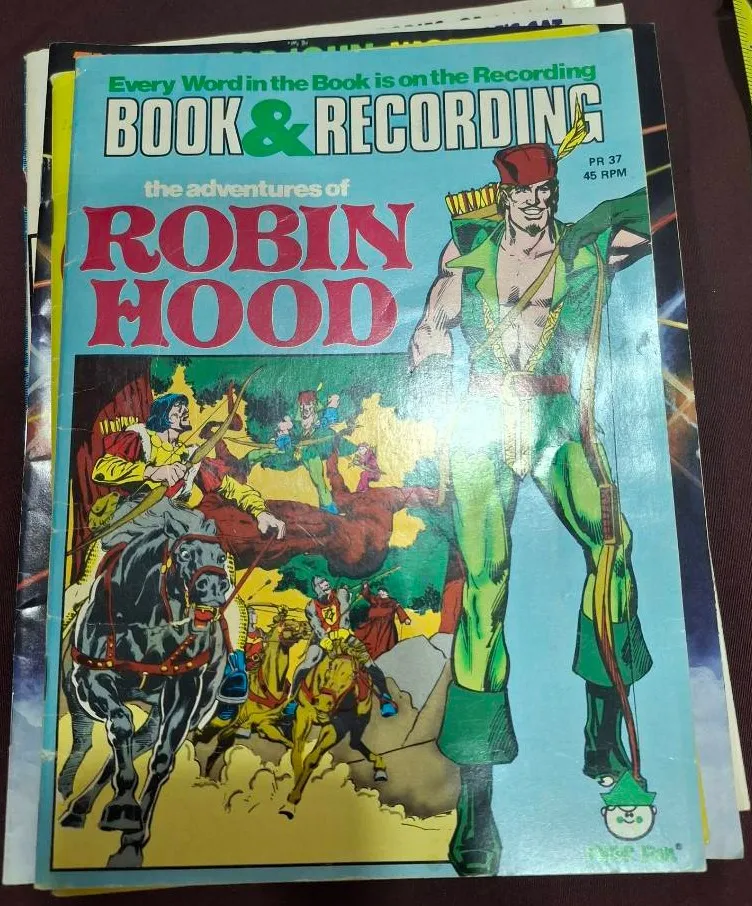 Every Word in the Book is on the Recording
BOOK & RECORDING
PR 37
45 RPM
the adventures of
ROBIN
HOOD